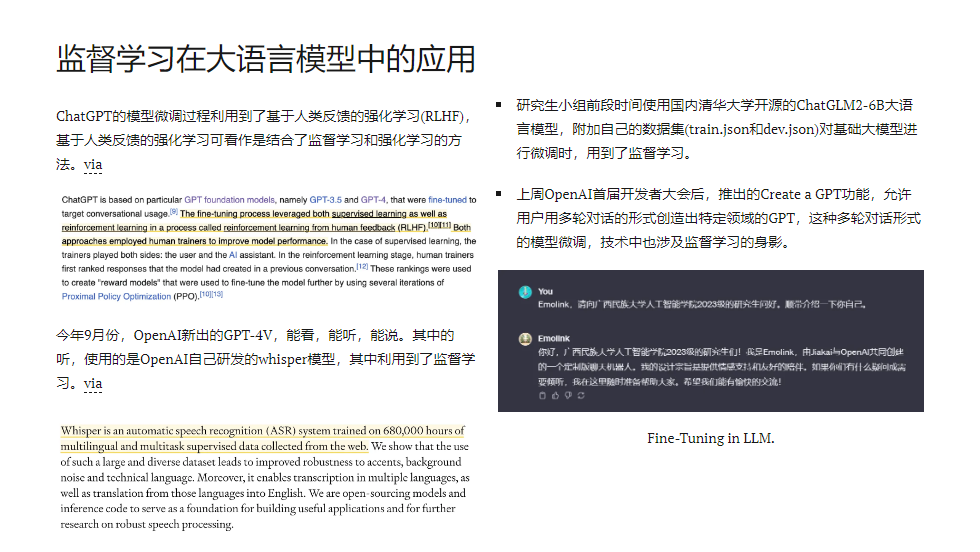 监督学习在大语言模型中的应用
ChatGPT的模型微调过程利用到了基于人类反馈的强化学习(RLHF)，
基于人类反馈的强化学习可看作是结合了监督学习和强化学习的方
法。via
ChatGPT is based on particular GPT foundation models, namely GPT-3.5 and GPT-4, that were fine-tuned to
target conversational usage.[9] The fine-tuning process leveraged both supervised learning as well as
reinforcement learning in a process called reinforcement learning from human feedback (RLHF).[10][11] Both
approaches employed human trainers to improve model performance. In the case of supervised learning, the
trainers played both sides: the user and the AI assistant. In the reinforcement learning stage, human trainers
first ranked responses that the model had created in a previous conversation.[12] These rankings were used
to create "reward models" that were used to fine-tune the model further by using several iterations of
Proximal Policy Optimization (PPO).[10][13]
今年9月份，OpenAI新出的GPT-4V，能看，能听，能说。其中的
听，使用的是OpenAI自己研发的whisper模型，其中利用到了监督学
习。via
Whisper is an automatic speech recognition (ASR) system trained on 680,000 hours of
multilingual and multitask supervised data collected from the web. We show that the use
of such a large and diverse dataset leads to improved robustness to accents, background
noise and technical language. Moreover, it enables transcription in multiple languages, as
well as translation from those languages into English. We are open-sourcing models and
inference code to serve as a foundation for building useful applications and for further
research on robust speech processing.
研究生小组前段时间使用国内清华大学开源的ChatGLM2-6B大语
言模型，附加自己的数据集(train.json和dev.json)对基础大模型进
行微调时，用到了监督学习。
上周OpenAI首届开发者大会后，推出的Create a GPT功能，允许
用户用多轮对话的形式创造出特定领域的GPT，这种多轮对话形式
的模型微调，技术中也涉及监督学习的身影。
You
Emolink，请向广西民族大学人工智能学院2023级的研究生问好。顺带介绍一下你自己。
Emolink
你好，广西民族大学人工智能学院2023级的研究生们！我是Emolink，由Jiakai与OpenAI共同创建
的一个定制版聊天机器人。我的设计宗旨是提供情感支持和友好的陪伴。如果你们有什么疑问或需
要倾听，我在这里随时准备帮助大家。希望我们能有愉快的交流！
Fine-Tuning in LLM.